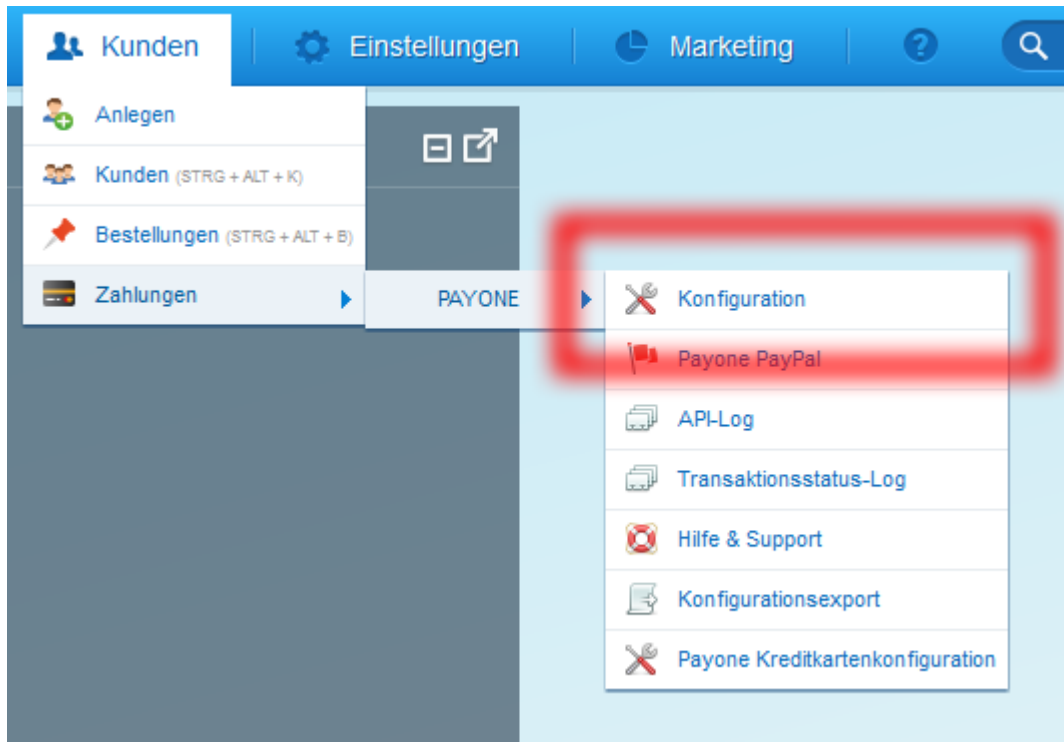 Kunden
Einstellungen
Marketing
?
Anlegen
Kunden (STRG + ALT + K)
Bestellungen (STRG + ALT + B)
Zahlungen
PAYONE
Konfiguration
Payone PayPal
API-Log
Transaktionsstatus-Log
Hilfe & Support
Konfigurationsexport
Payone Kreditkartenkonfiguration